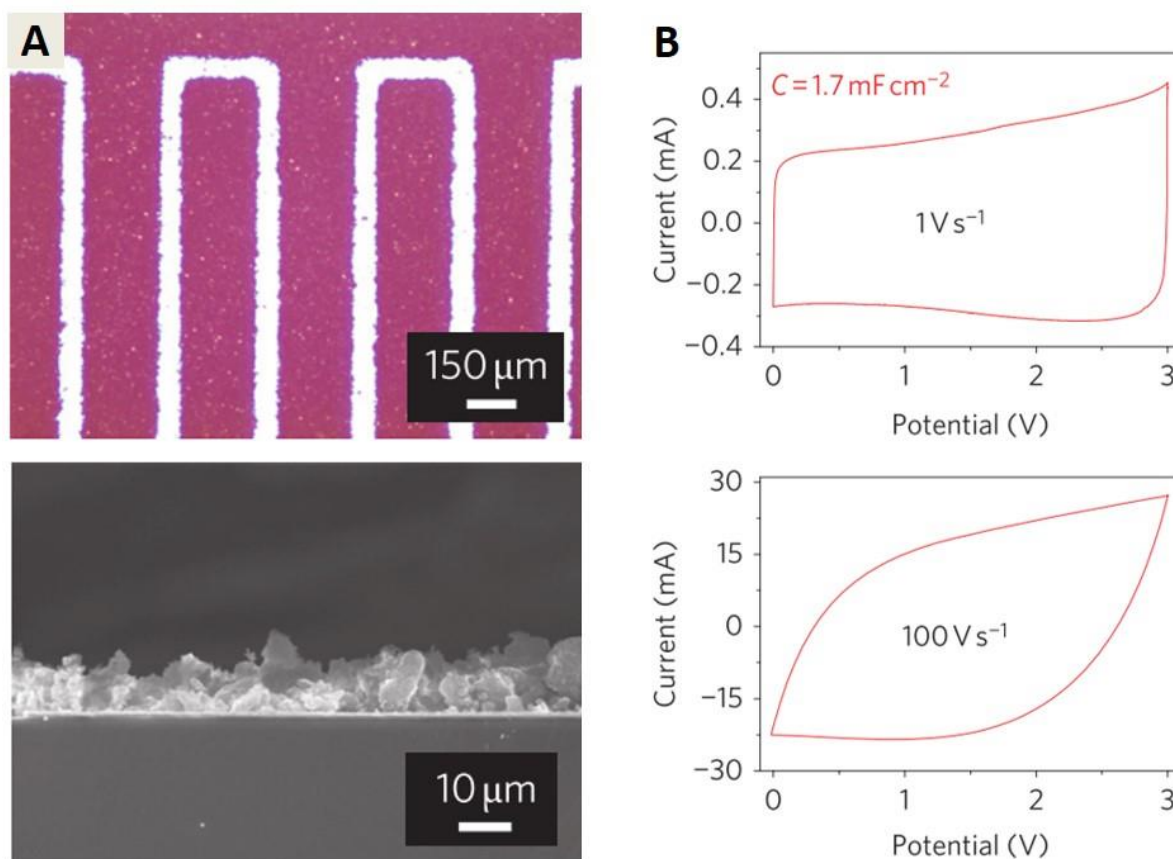 A
150 μm
10 μm
B
C = 1.7 mF cm⁻²
0.4
0.2
0.0
−0.2
−0.4
Current (mA)
1 V s⁻¹
0 1 2 3
Potential (V)
30
15
0
−15
−30
Current (mA)
100 V s⁻¹
0 1 2 3
Potential (V)